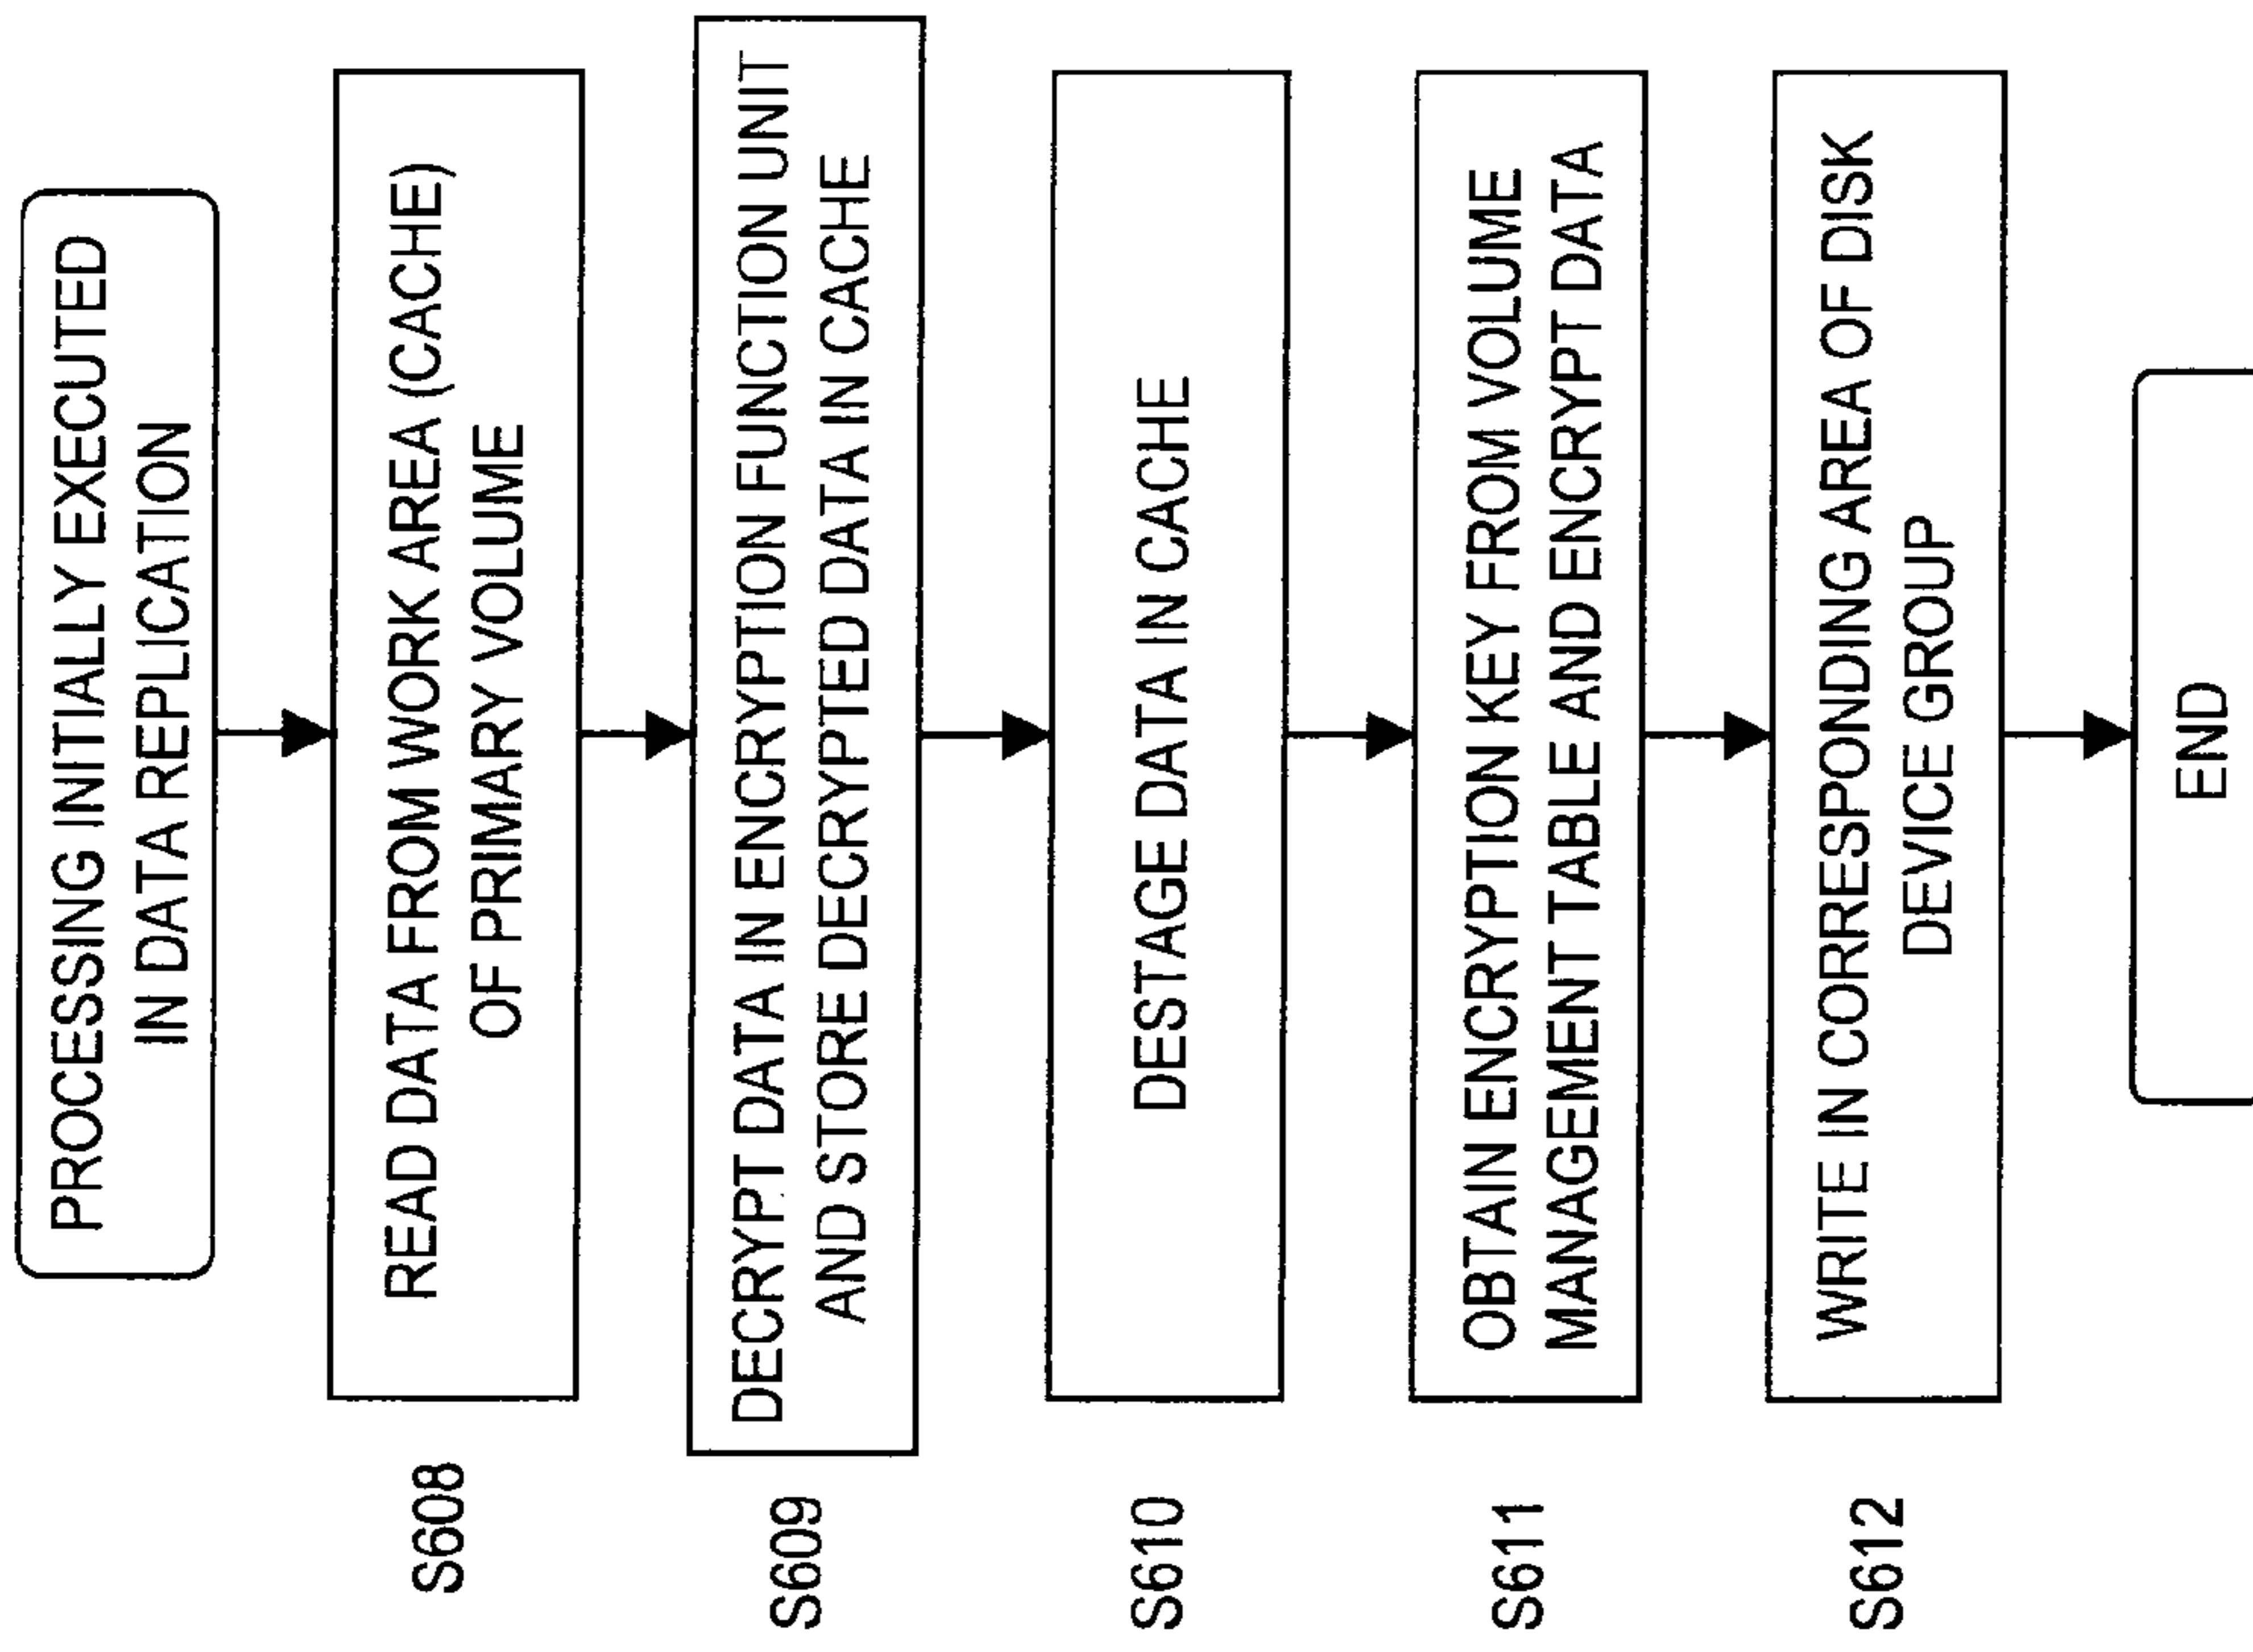 PROCESSING INITIALLY EXECUTED
IN DATA REPLICATION
S608
READ DATA FROM WORK AREA (CACHE)
OF PRIMARY VOLUME
S609
DECRYPT DATA IN ENCRYPTION FUNCTION UNIT
AND STORE DECRYPTED DATA IN CACHE
S610
DESTAGE DATA IN CACHE
S611
OBTAIN ENCRYPTION KEY FROM VOLUME
MANAGEMENT TABLE AND ENCRYPT DATA
S612
WRITE IN CORRESPONDING AREA OF DISK
DEVICE GROUP
END